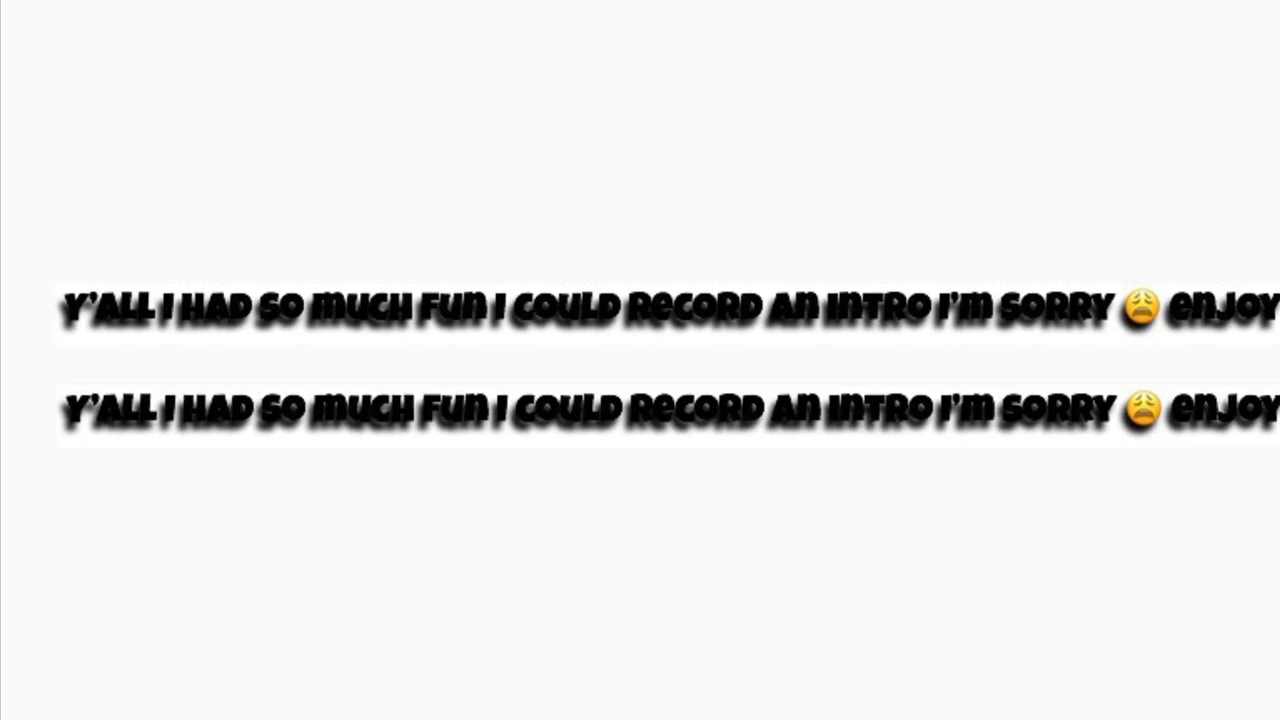 Y'ALL I HAD SO MUCH FUN I COULD RECORD AN INTRO I'M SORRY 😩 ENJOY
Y'ALL I HAD SO MUCH FUN I COULD RECORD AN INTRO I'M SORRY 😩 ENJOY